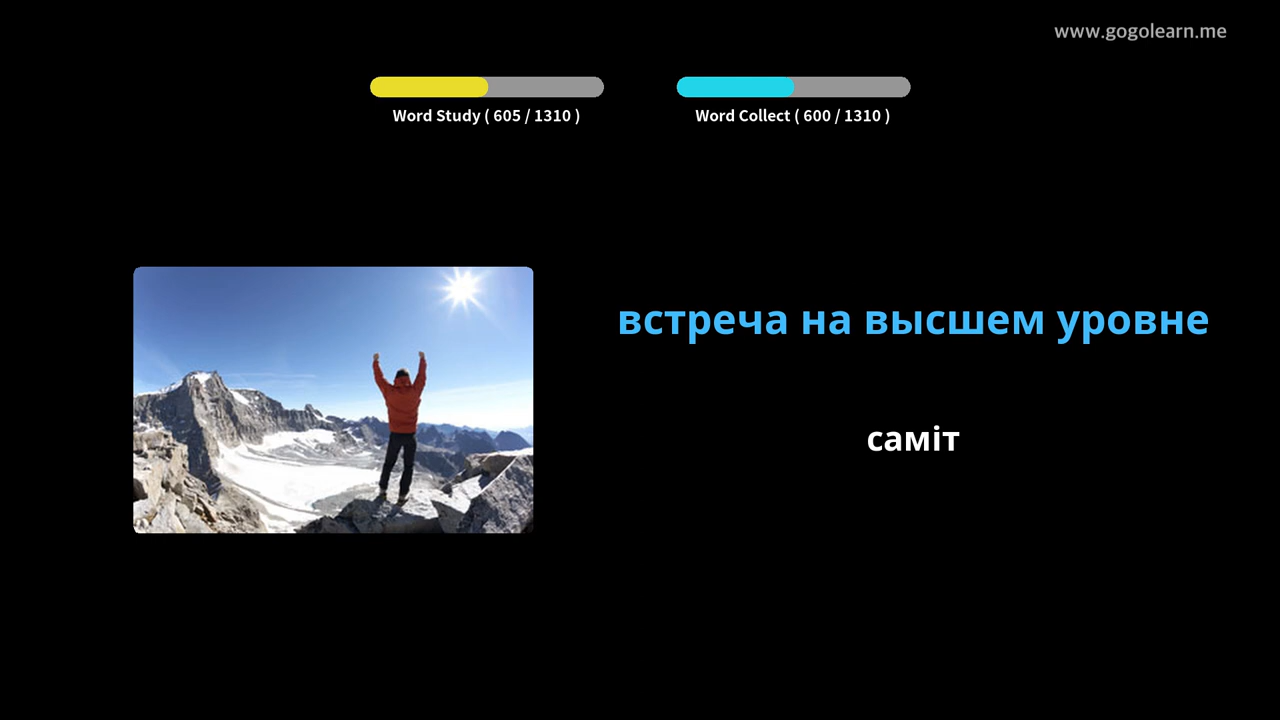 www.gogolearn.me
Word Study ( 605 / 1310 )
Word Collect ( 600 / 1310 )
встреча на высшем уровне
саміт